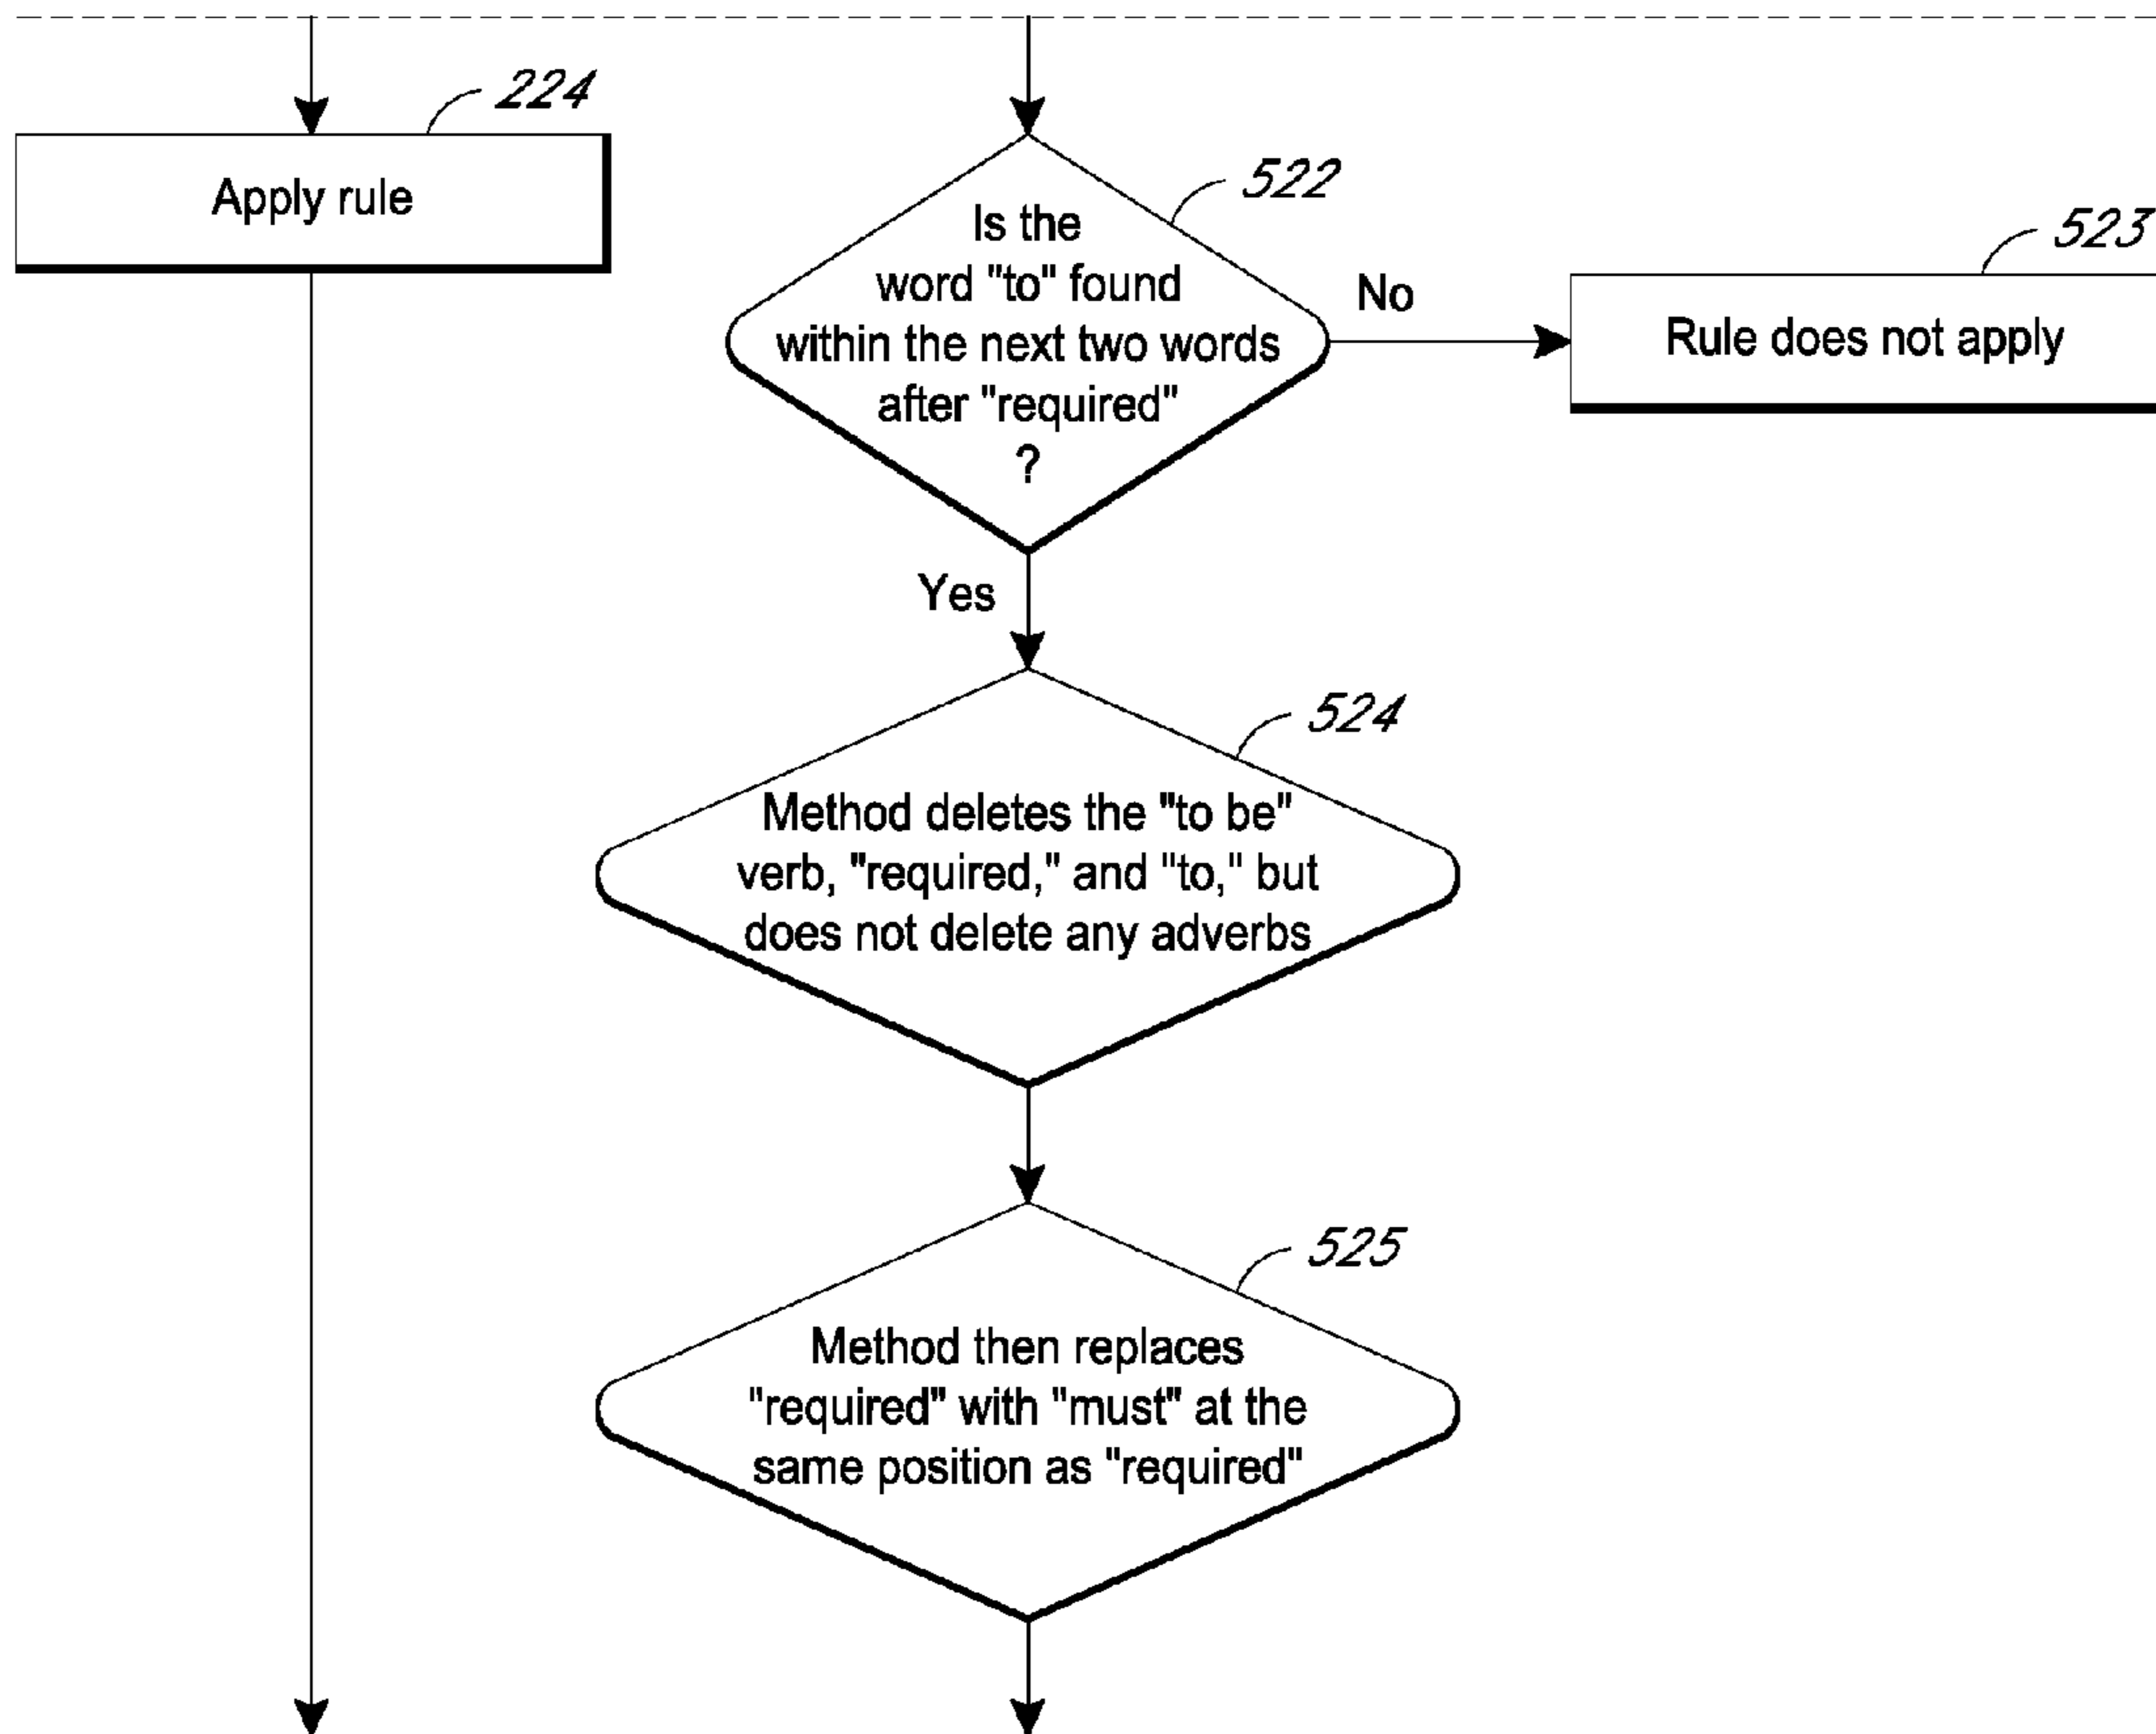 224
Apply rule
522
Is the
word "to" found
within the next two words
after "required"
?
No
523
Rule does not apply
Yes
524
Method deletes the "to be"
verb, "required," and "to," but
does not delete any adverbs
525
Method then replaces
"required" with "must" at the
same position as "required"